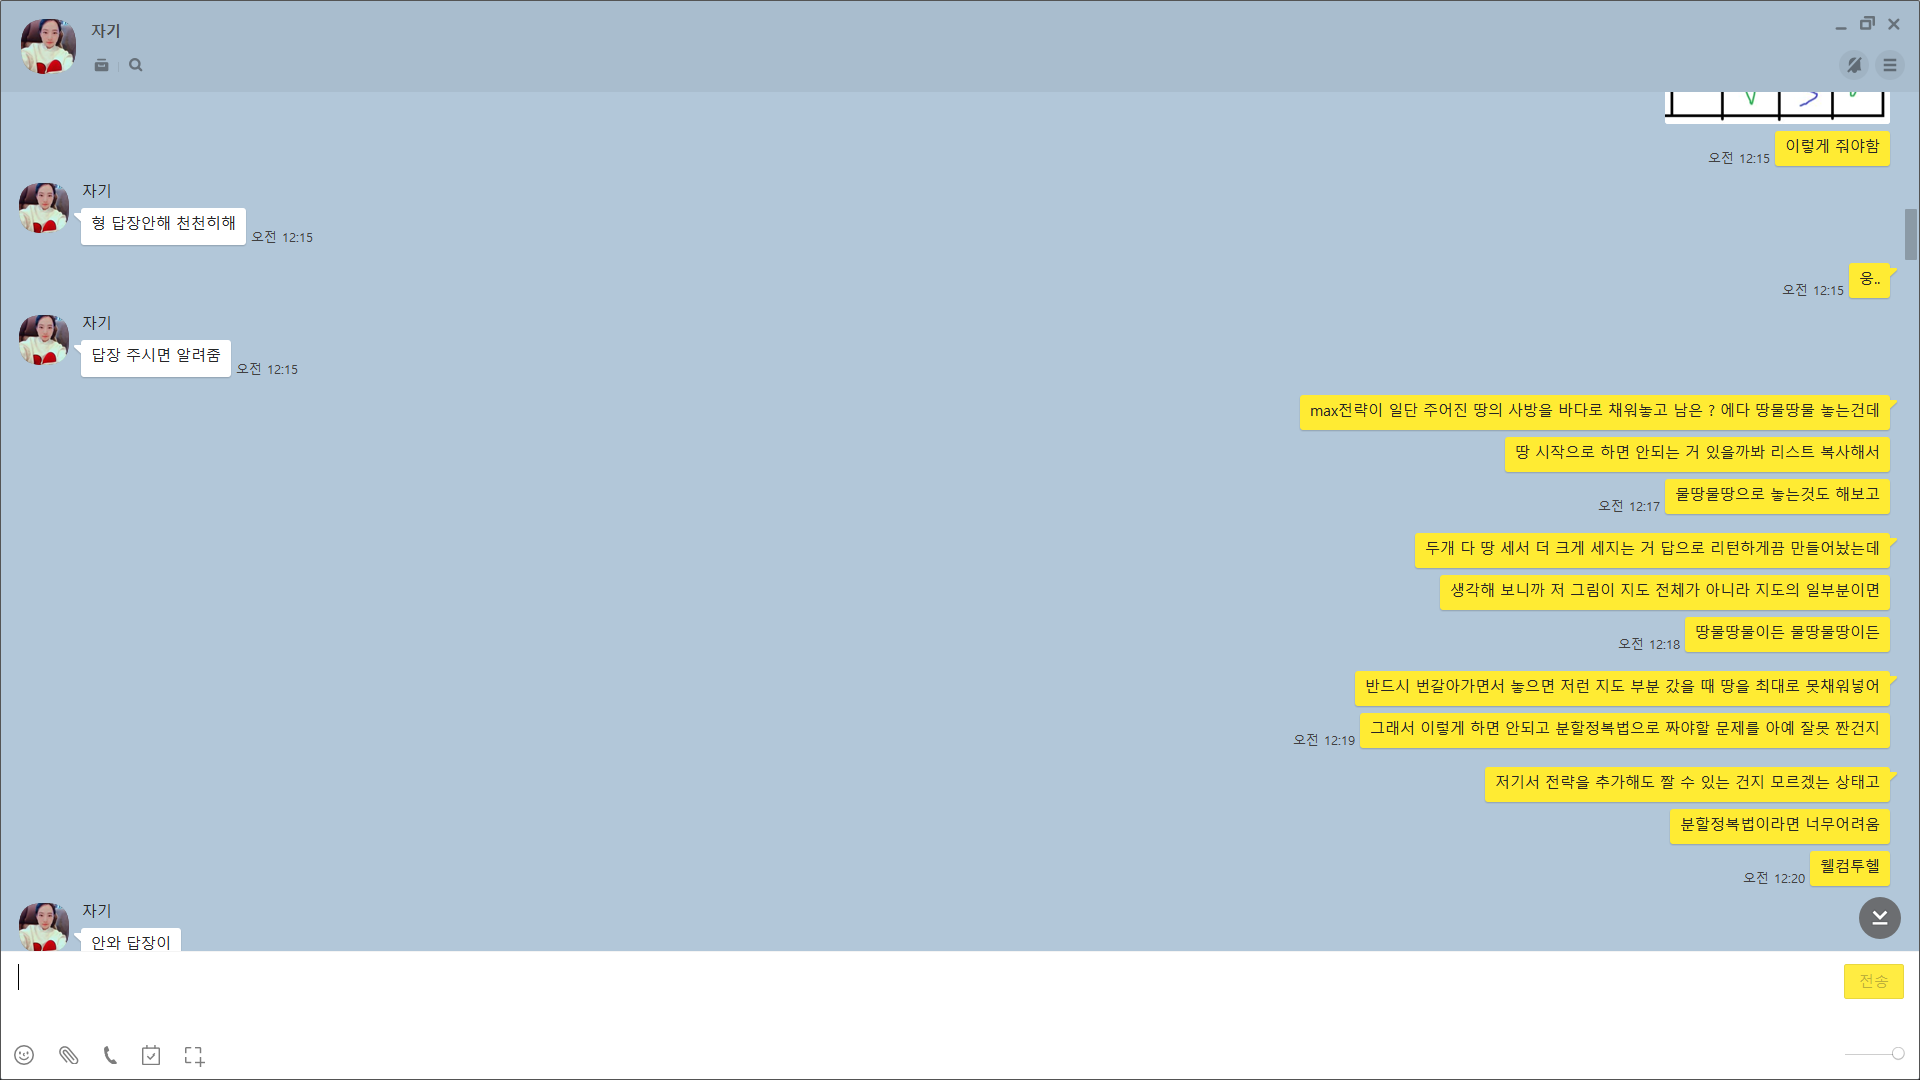 자기
이렇게 줘야함
오전 12:15
자기
형 답장안해 천천히해
오전 12:15
웅..
오전 12:15
자기
답장 주시면 알려줌
오전 12:15
max전략이 일단 주어진 땅의 사방을 바다로 채워놓고 남은 ? 에다 땅물땅물 놓는건데
땅 시작으로 하면 안되는 거 있을까봐 리스트 복사해서
물땅물땅으로 놓는것도 해보고
오전 12:17
두개 다 땅 세서 더 크게 세지는 거 답으로 리턴하게끔 만들어놨는데
생각해 보니까 저 그림이 지도 전체가 아니라 지도의 일부분이면
땅물땅물이든 물땅물땅이든
오전 12:18
반드시 번갈아가면서 놓으면 저런 지도 부분 갔을 때 땅을 최대로 못채워넣어
그래서 이렇게 하면 안되고 분할정복법으로 짜야할 문제를 아예 잘못 짠건지
오전 12:19
저기서 전략을 추가해도 짤 수 있는 건지 모르겠는 상태고
분할정복법이라면 너무어려움
웰컴투헬
오전 12:20
자기
안와 답장이
전송